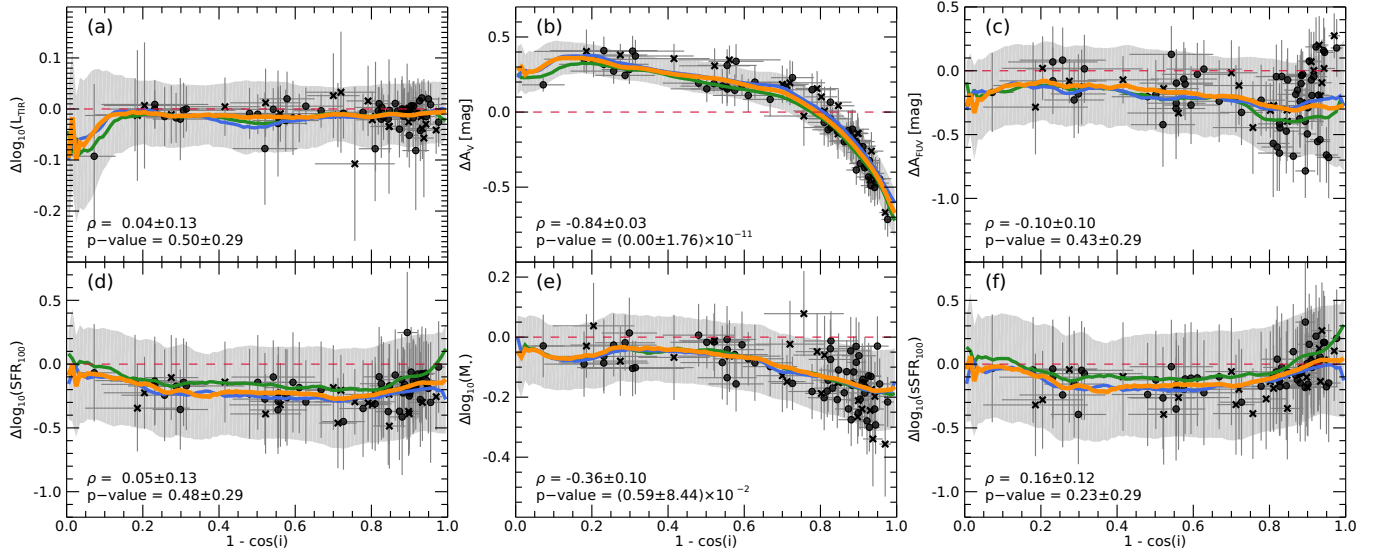 (a)
0.1
0.0
-0.1
-0.2
Δlog₁₀(L_TIR)
ρ = 0.04±0.13
p−value = 0.50±0.29
(b)
0.5
0.0
-0.5
ΔA_V [mag]
ρ = -0.84±0.03
p−value = (0.00±1.76)×10⁻¹¹
(c)
0.0
-0.5
-1.0
ΔA_FUV [mag]
ρ = -0.10±0.10
p−value = 0.43±0.29
(d)
0.5
0.0
-0.5
-1.0
Δlog₁₀(SFR₁₀₀)
ρ = 0.05±0.13
p−value = 0.48±0.29
0.0 0.2 0.4 0.6 0.8 1.0
1 - cos(i)
(e)
0.2
0.0
-0.2
-0.4
Δlog₁₀(M⋆)
ρ = -0.36±0.10
p−value = (0.59±8.44)×10⁻²
0.0 0.2 0.4 0.6 0.8 1.0
1 - cos(i)
(f)
0.5
0.0
-0.5
-1.0
Δlog₁₀(sSFR₁₀₀)
ρ = 0.16±0.12
p−value = 0.23±0.29
0.0 0.2 0.4 0.6 0.8 1.0
1 - cos(i)